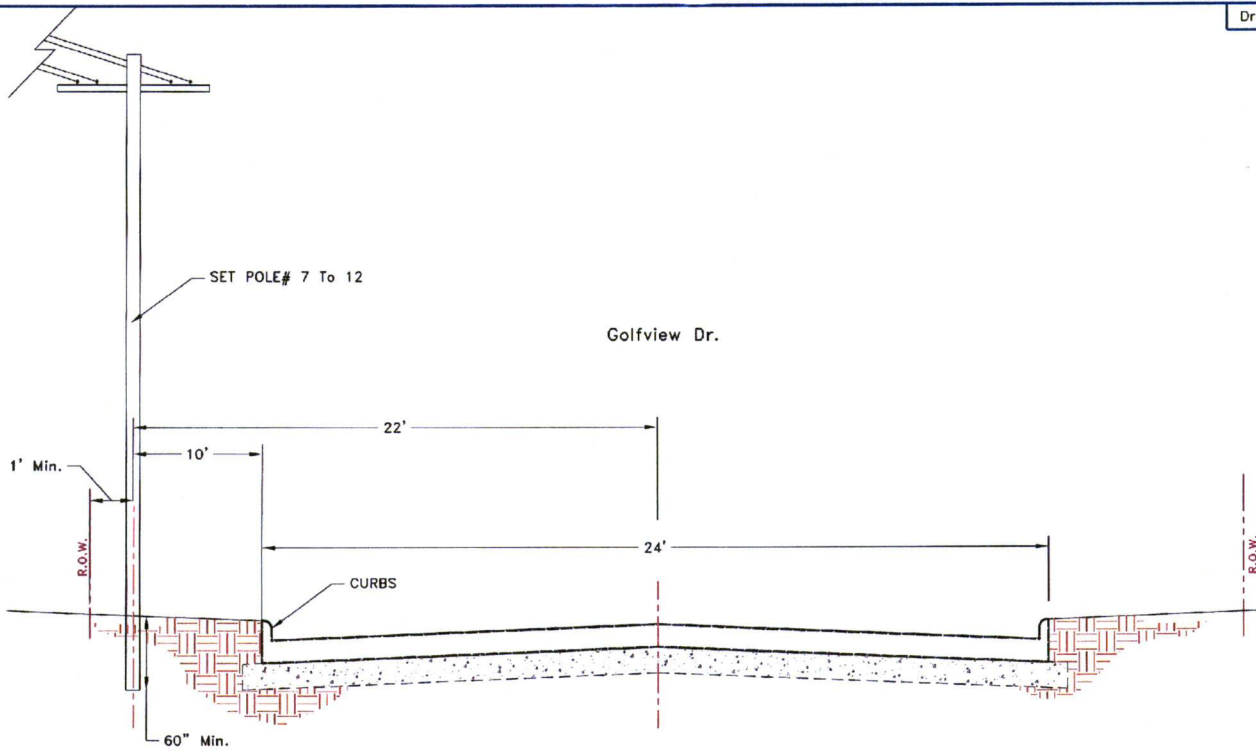 Dr
SET POLE# 7 To 12
Golfview Dr.
22'
10'
1' Min.
24'
R.O.W.
R.O.W.
CURBS
60" Min.